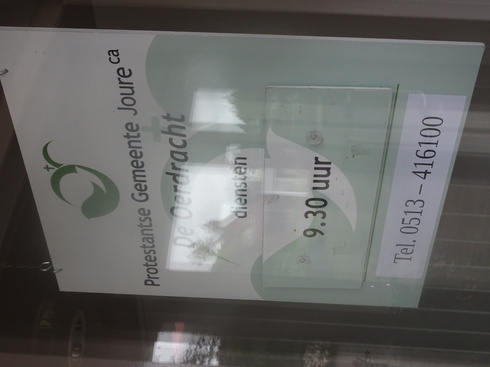 Protestantse Gemeente Joure ca
De Oerdracht
diensten
9.30 uur
Tel. 0513 – 416100